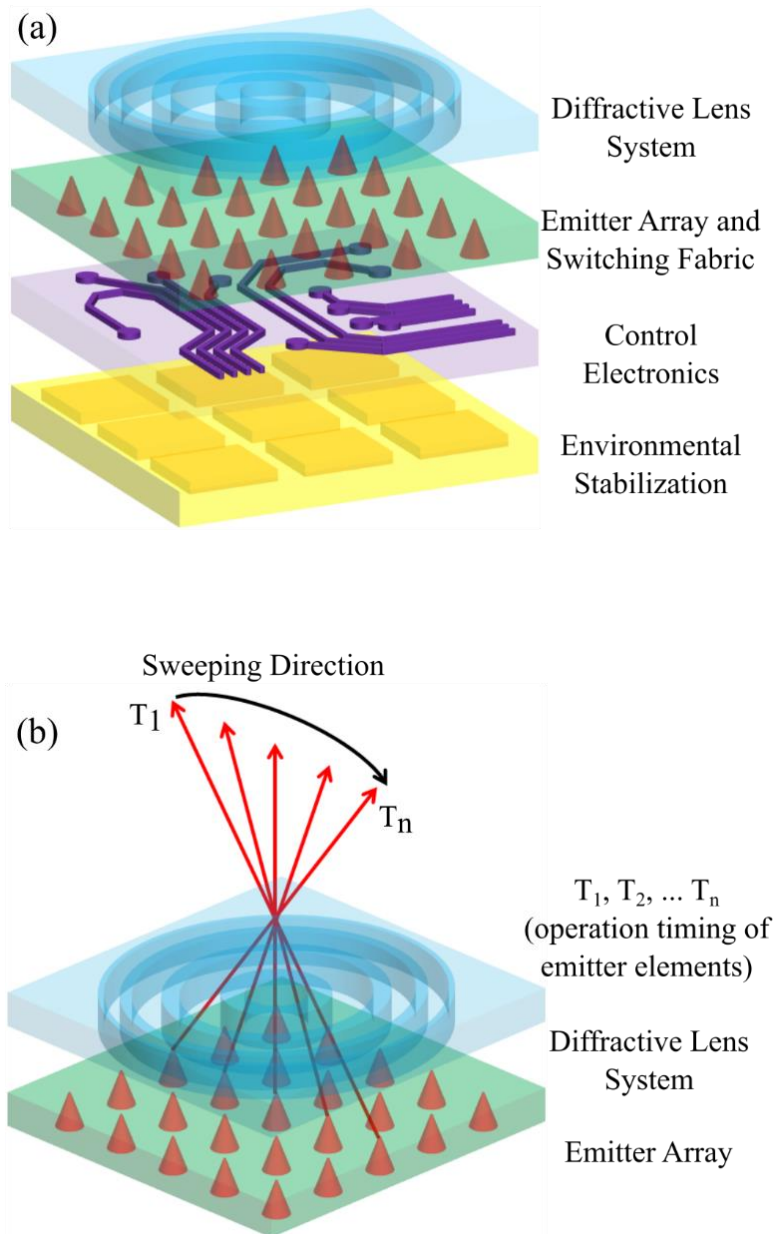 (a)
Diffractive Lens
System
Emitter Array and
Switching Fabric
Control
Electronics
Environmental
Stabilization
Sweeping Direction
(b)
T1
Tn
T1, T2, ... Tn
(operation timing of
emitter elements)
Diffractive Lens
System
Emitter Array